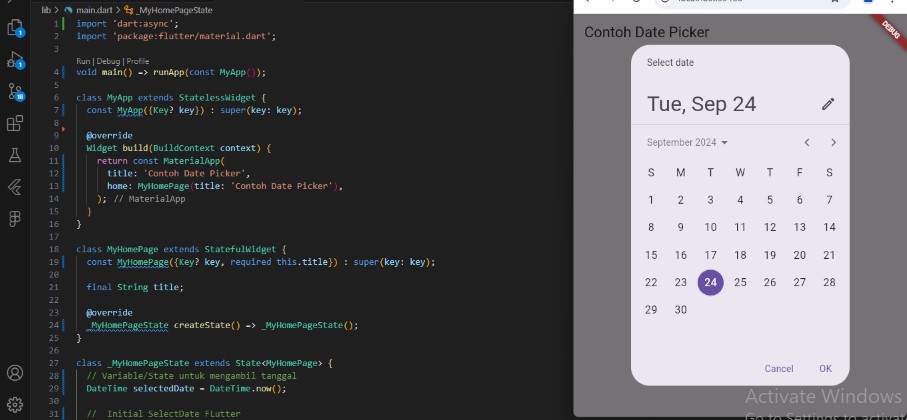 lib > main.dart > _MyHomePageState
1 import 'dart:async';
2 import 'package:flutter/material.dart';
3
Run | Debug | Profile
4 void main() => runApp(const MyApp());
5
6 class MyApp extends StatelessWidget {
7 const MyApp({Key? key}) : super(key: key);
8
9 @override
10 Widget build(BuildContext context) {
11 return const MaterialApp(
12 title: 'Contoh Date Picker',
13 home: MyHomePage(title: 'Contoh Date Picker'),
14 ); // MaterialApp
15 }
16 }
17
18 class MyHomePage extends StatefulWidget {
19 const MyHomePage({Key? key, required this.title}) : super(key: key);
20
21 final String title;
22
23 @override
24 _MyHomePageState createState() => _MyHomePageState();
25 }
26
27 class _MyHomePageState extends State<MyHomePage> {
28 // Variable/State untuk mengambil tanggal
29 DateTime selectedDate = DateTime.now();
30
31 // Initial SelectDate FLutter
Contoh Date Picker
DEBUG
Select date
Tue, Sep 24
September 2024
S M T W T F S
1 2 3 4 5 6 7
8 9 10 11 12 13 14
15 16 17 18 19 20 21
22 23 24 25 26 27 28
29 30
Cancel OK
Activate Windows
Go to Settings to activat